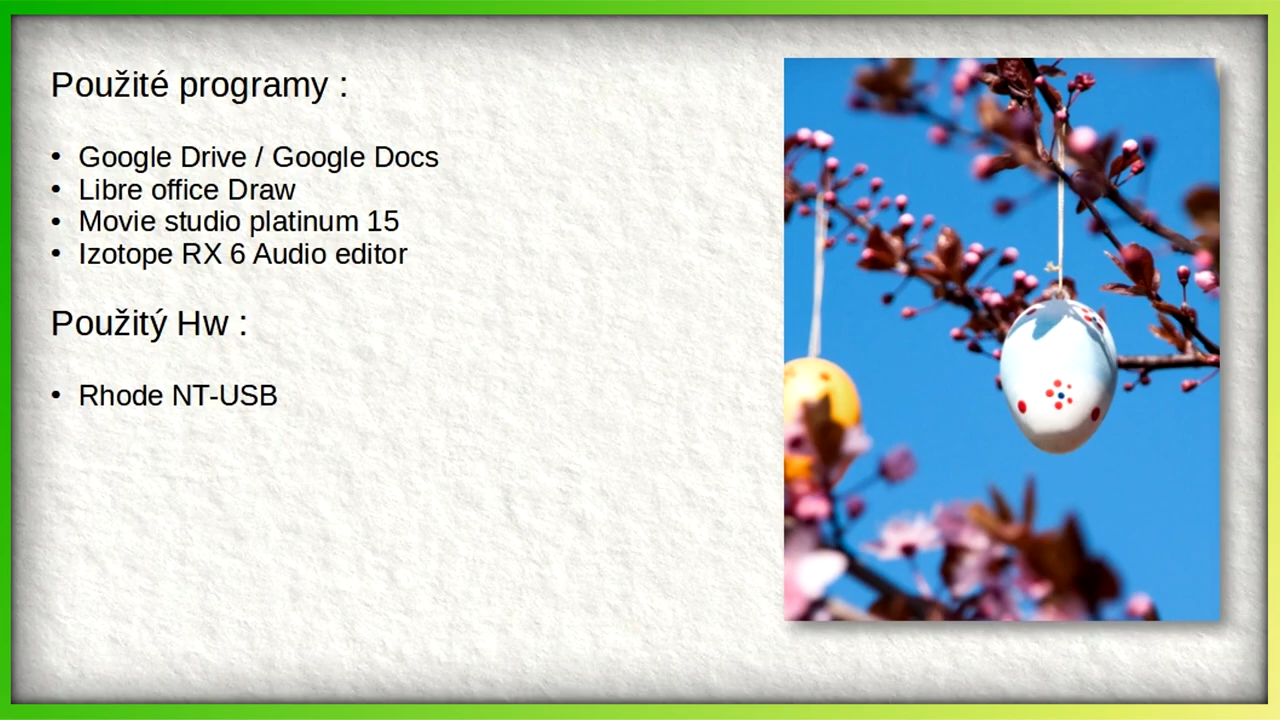 Použité programy :
• Google Drive / Google Docs
• Libre office Draw
• Movie studio platinum 15
• Izotope RX 6 Audio editor
Použitý Hw :
• Rhode NT-USB